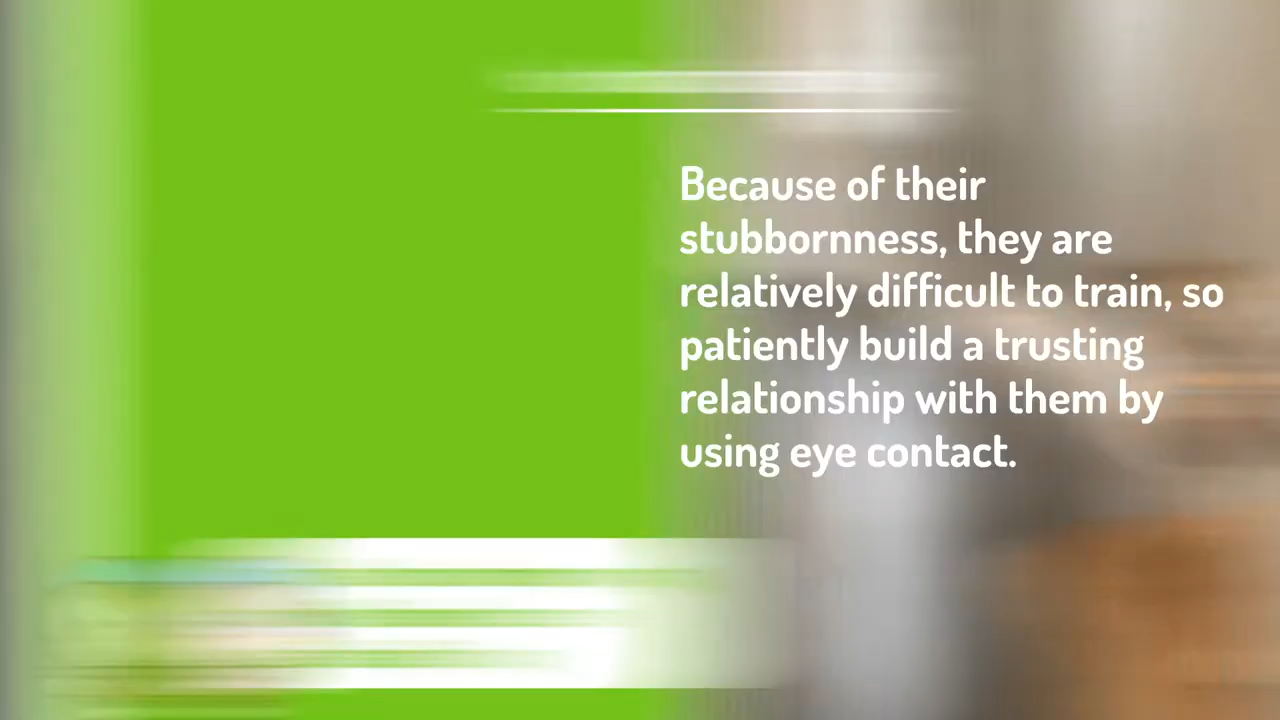 Because of their
stubbornness, they are
relatively difficult to train, so
patiently build a trusting
relationship with them by
using eye contact.